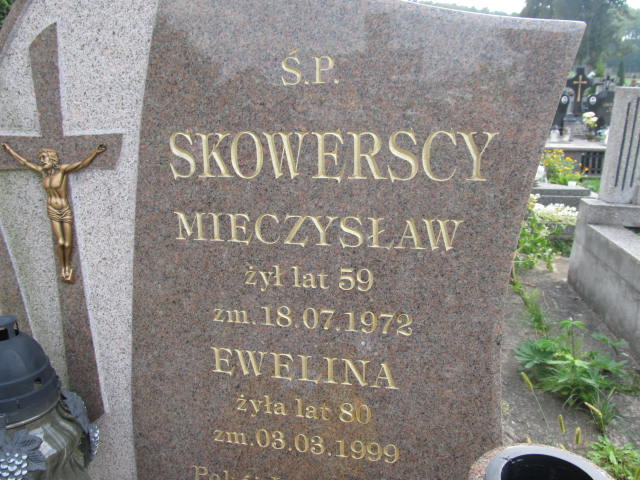 Ś.P.
SKOWERSCY
MIECZYSŁAW
żył lat 59
zm.18.07.1972
EWELINA
żyła lat 80
zm.03.03.1999